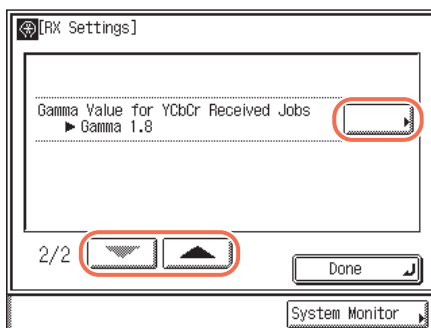 [RX Settings]
Gamma Value for YCbCr Received Jobs
▶ Gamma 1.8
2/2
Done
System Monitor